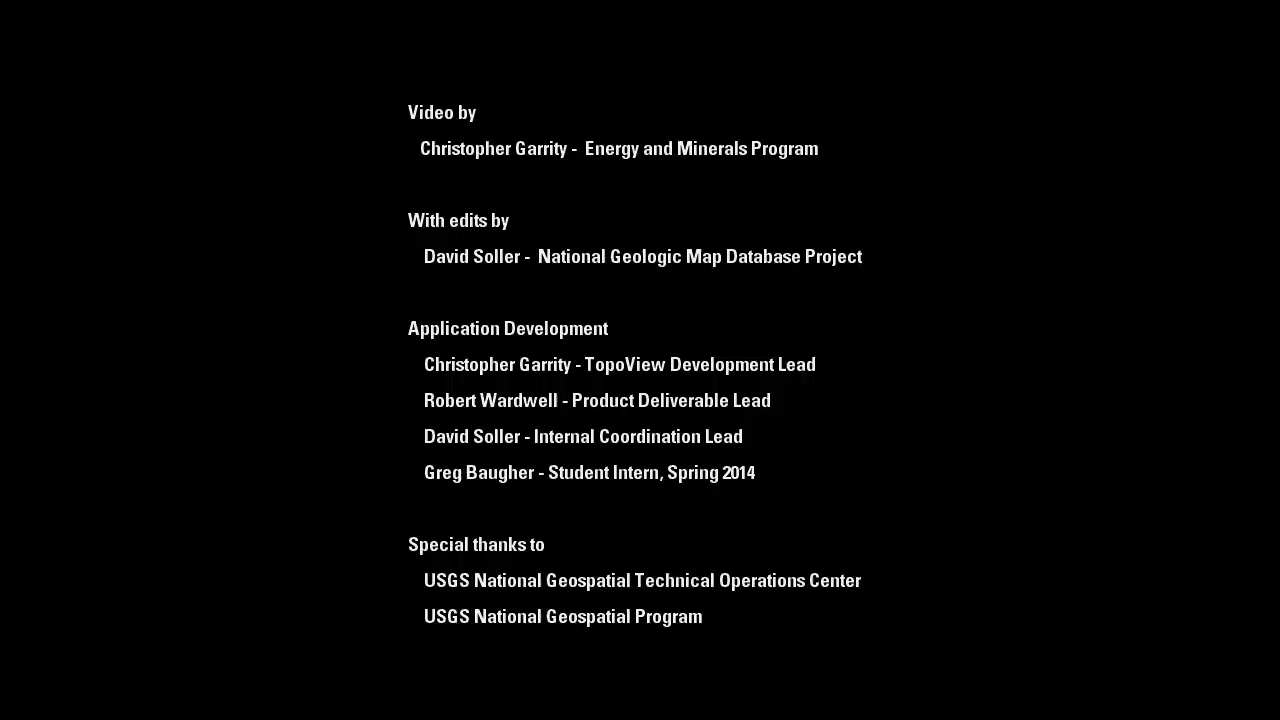 Video by
Christopher Garrity -  Energy and Minerals Program
With edits by
David Soller -  National Geologic Map Database Project
Application Development
Christopher Garrity - TopoView Development Lead
Robert Wardwell - Product Deliverable Lead
David Soller - Internal Coordination Lead
Greg Baugher - Student Intern, Spring 2014
Special thanks to
USGS National Geospatial Technical Operations Center
USGS National Geospatial Program